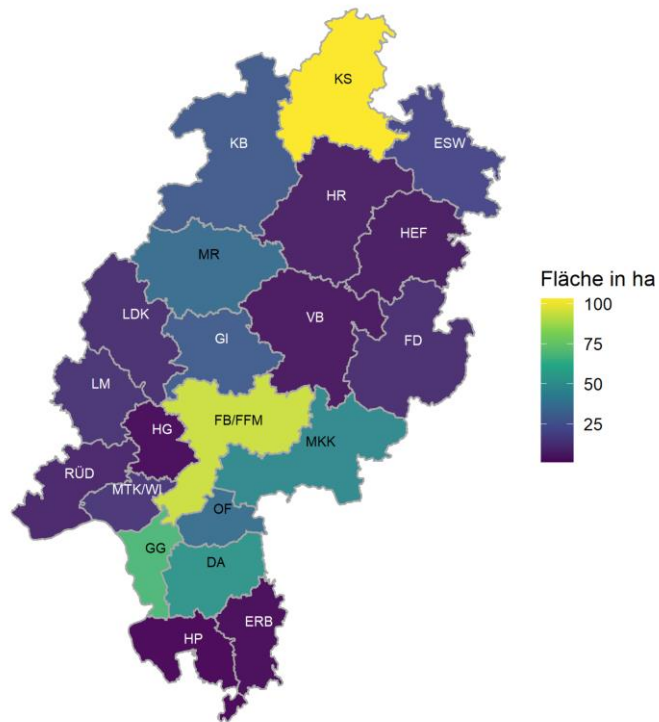 KS
KB
ESW
HR
HEF
MR
LDK
VB
GI
FD
LM
HG
FB/FFM
MKK
RÜD
MTK/WI
OF
GG
DA
ERB
HP
Fläche in ha
100
75
50
25